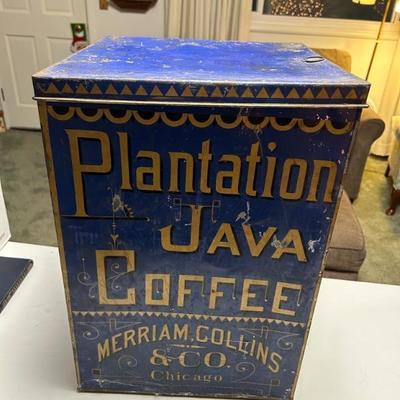 Plantation
JAVA
COFFEE
MERRIAM, COLLINS
& CO.
Chicago